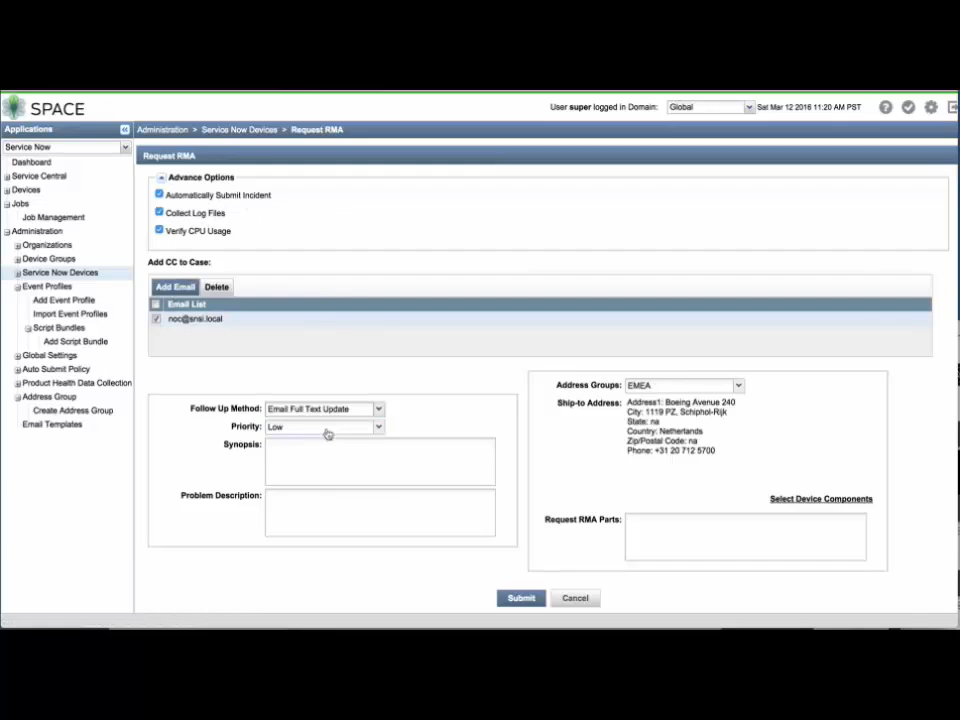 SPACE
User super logged in Domain: Global Sat Mar 12 2016 11:20 AM PST
Applications
Administration > Service Now Devices > Request RMA
Service Now
Dashboard
Service Central
Devices
Jobs
Job Management
Administration
Organizations
Device Groups
Service Now Devices
Event Profiles
Add Event Profile
Import Event Profiles
Script Bundles
Add Script Bundle
Global Settings
Auto Submit Policy
Product Health Data Collection
Address Group
Create Address Group
Email Templates
Request RMA
Advance Options
Automatically Submit Incident
Collect Log Files
Verify CPU Usage
Add CC to Case:
Add Email Delete
Email List
noc@snsi.local
Follow Up Method: Email Full Text Update
Priority: Low
Synopsis:
Problem Description:
Address Groups: EMEA
Ship-to Address: Address1: Boeing Avenue 240
City: 1119 PZ, Schiphol-Rijk
State: na
Country: Netherlands
Zip/Postal Code: na
Phone: +31 20 712 5700
Select Device Components
Request RMA Parts:
Submit Cancel